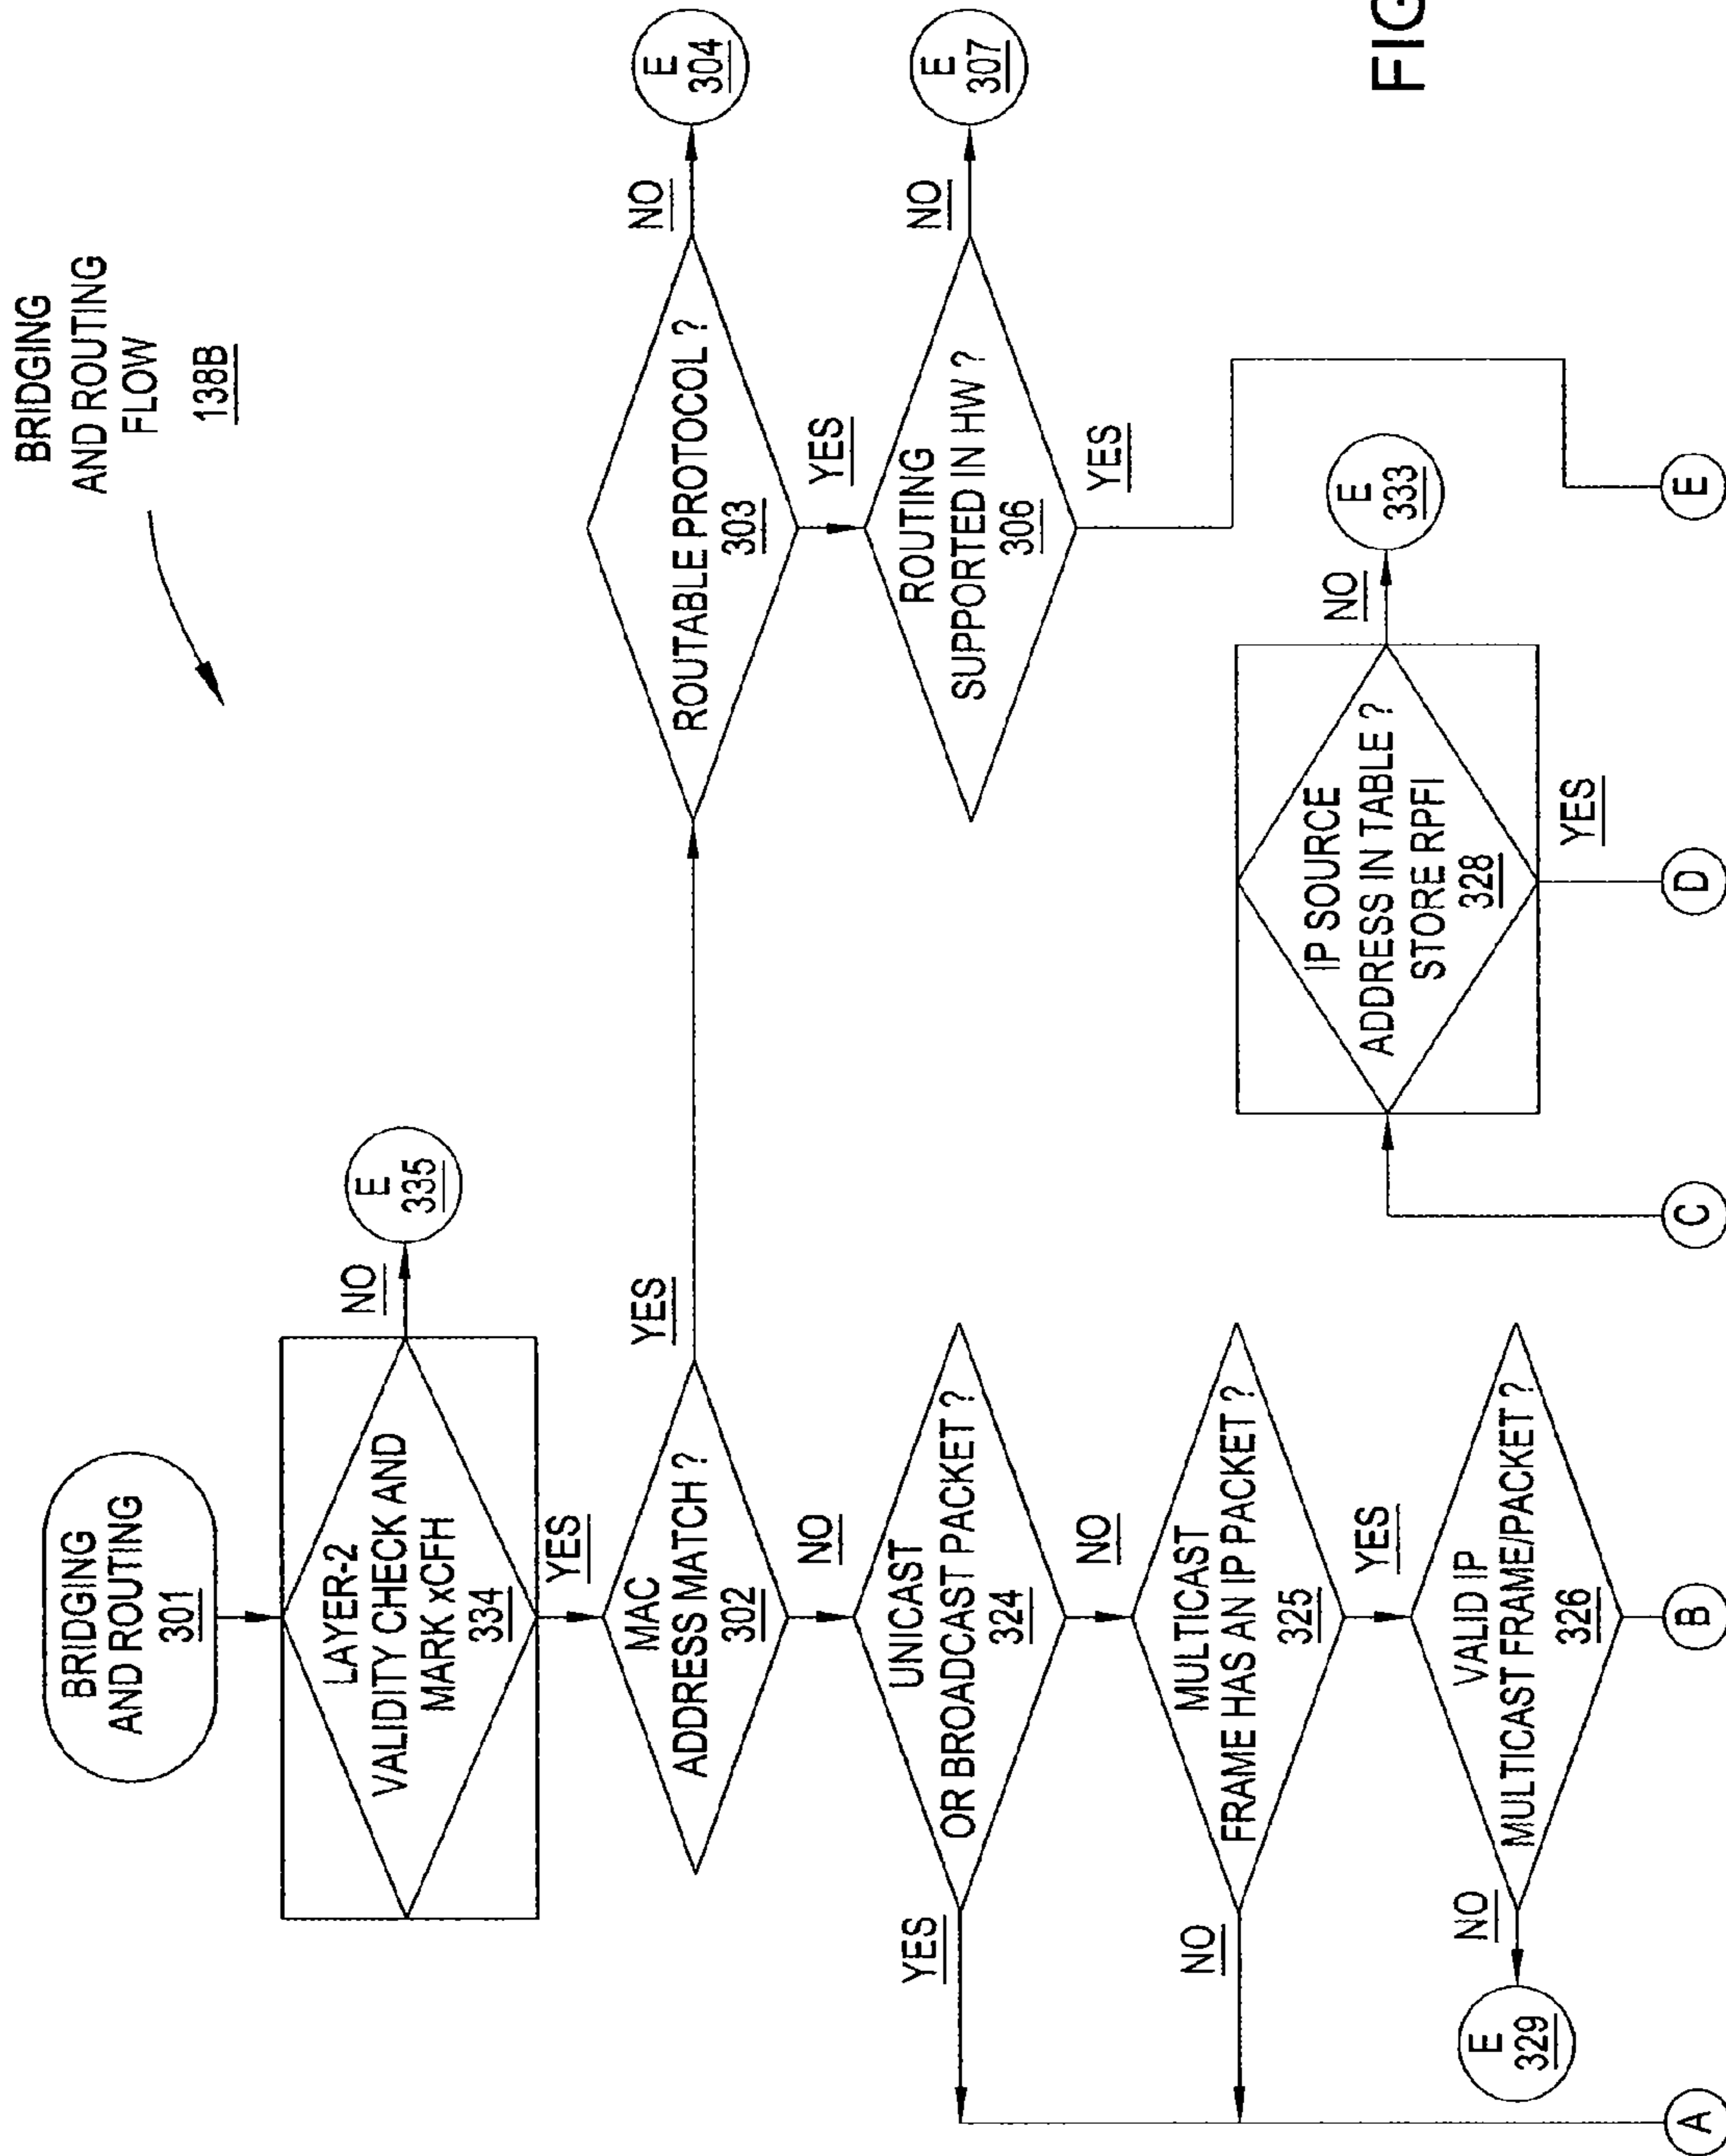 BRIDGING
AND ROUTING
FLOW
138B
BRIDGING
AND ROUTING
301
LAYER-2
VALIDITY CHECK AND
MARK xCFH
334
NO
E
335
YES
MAC
ADDRESS MATCH ?
302
YES
NO
ROUTABLE PROTOCOL ?
303
NO
E
304
YES
ROUTING
SUPPORTED IN HW ?
306
NO
E
307
YES
UNICAST
OR BROADCAST PACKET ?
324
YES
NO
MULTICAST
FRAME HAS AN IP PACKET ?
325
NO
YES
VALID IP
MULTICAST FRAME/PACKET ?
326
NO
E
329
IP SOURCE
ADDRESS IN TABLE ?
STORE RPFI
328
NO
E
333
YES
A
B
C
D
E
FIG